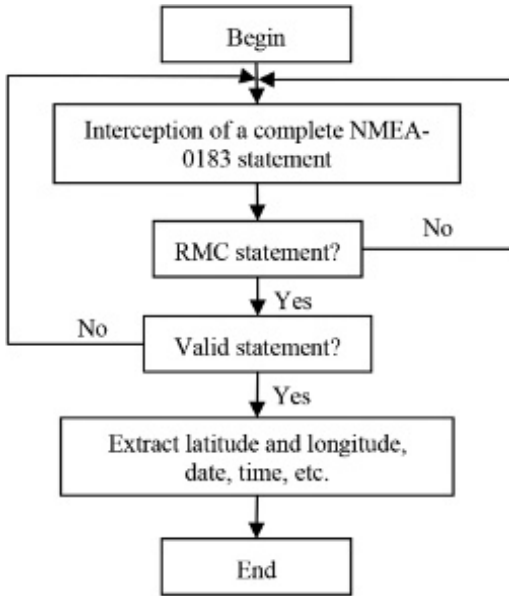 Begin
Interception of a complete NMEA-
0183 statement
RMC statement?
No
Yes
No
Valid statement?
Yes
Extract latitude and longitude,
date, time, etc.
End